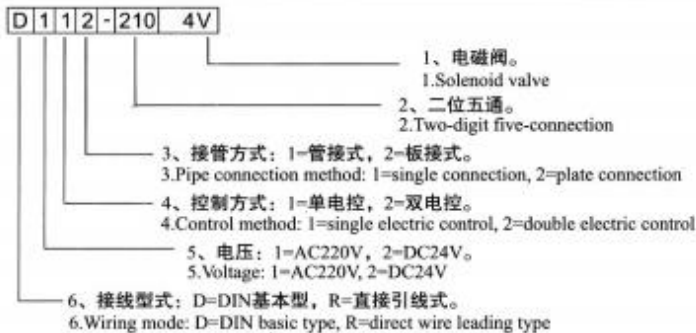 D112-210 4V
1、电磁阀。
1.Solenoid valve
2、二位五通。
2.Two-digit five-connection
3、接管方式：1=管接式，2=板接式。
3.Pipe connection method: 1=single connection, 2=plate connection
4、控制方式：1=单电控，2=双电控。
4.Control method: 1=single electric control, 2=double electric control
5、电压：1=AC220V，2=DC24V。
5.Voltage: 1=AC220V, 2=DC24V
6、接线型式：D=DIN基本型，R=直接引线式。
6.Wiring mode: D=DIN basic type, R=direct wire leading type